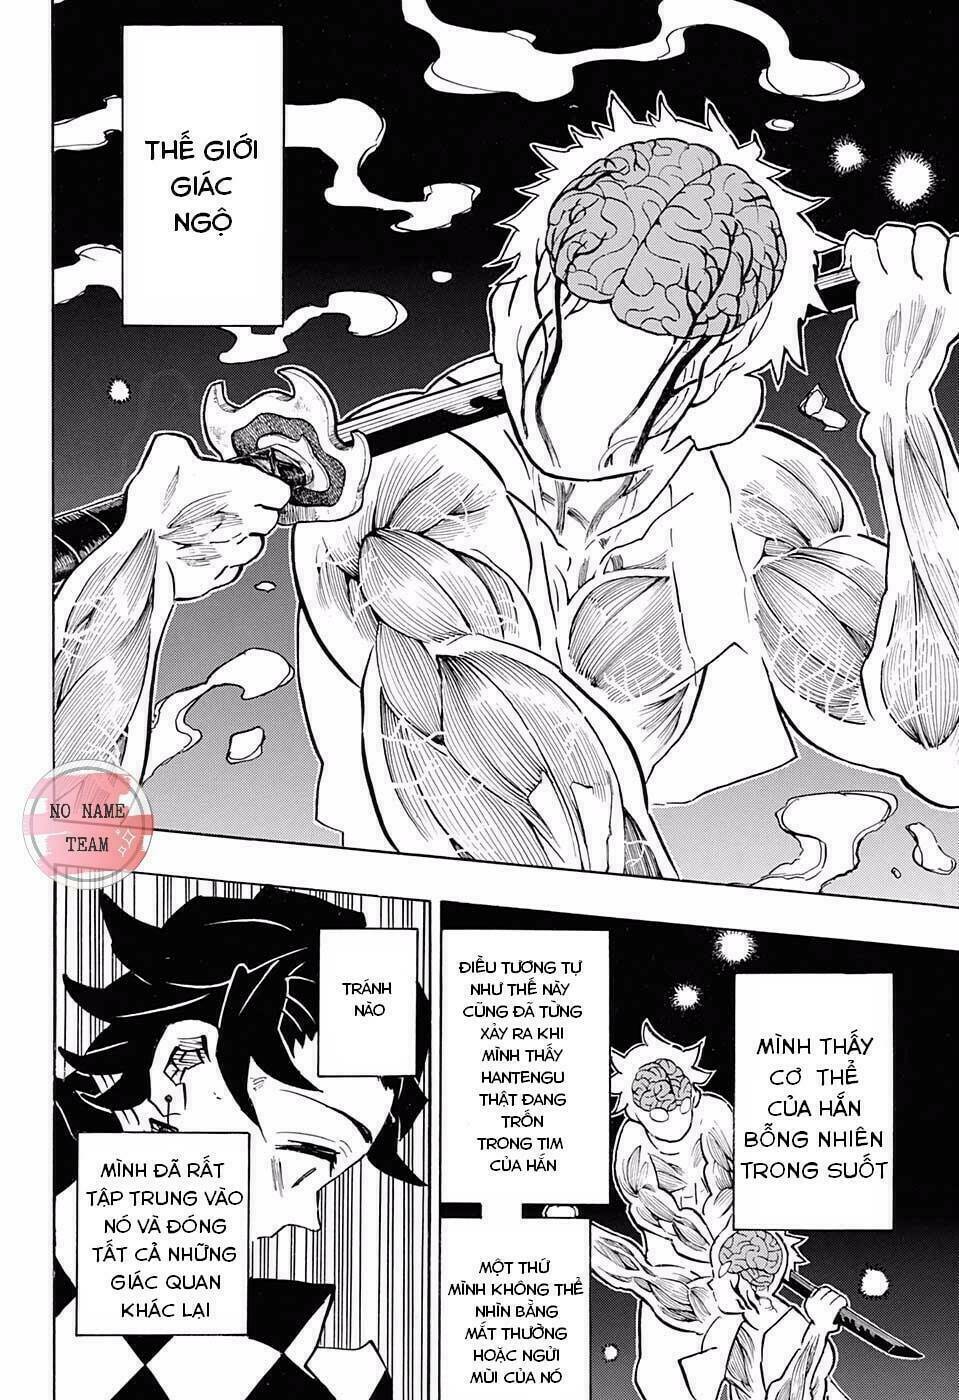 THẾ GIỚI
GIÁC
NGỘ
NO NAME
TEAM
MÌNH THẤY
CƠ THỂ
CỦA HẮN
BỖNG NHIÊN
TRONG SUỐT
ĐIỀU TƯƠNG TỰ
NHƯ THẾ NÀY
CŨNG ĐÃ TỪNG
XẢY RA KHI
MÌNH THẤY
HANTENGU
THẬT ĐANG
TRỐN
TRONG TIM
CỦA HẮN
MỘT THỨ
MÌNH KHÔNG THỂ
NHÌN BẰNG
MẮT THƯỜNG
HOẶC NGỬI
MÙI CỦA NÓ
TRÁNH
NÀO
MÌNH ĐÃ RẤT
TẬP TRUNG VÀO
NÓ VÀ ĐÓNG
TẤT CẢ NHỮNG
GIÁC QUAN
KHÁC LẠI